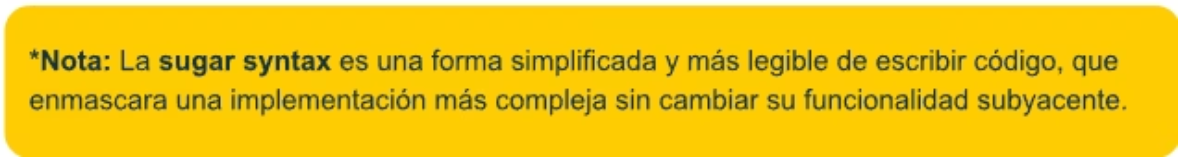 *Nota: La sugar syntax es una forma simplificada y más legible de escribir código, que
enmascara una implementación más compleja sin cambiar su funcionalidad subyacente.